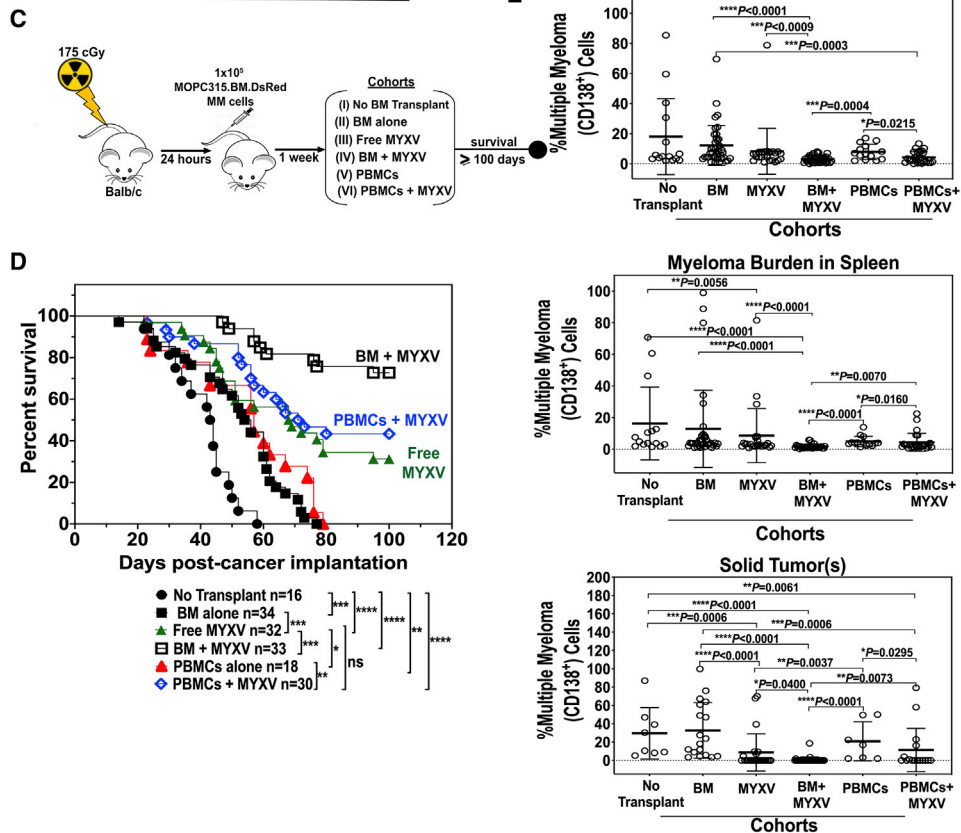 C
175 cGy
Balb/c
24 hours
1x10⁵
MOPC315.BM.DsRed
MM cells
1 week
Cohorts
(I) No BM Transplant
(II) BM alone
(III) Free MYXV
(IV) BM + MYXV
(V) PBMCs
(VI) PBMCs + MYXV
survival
⩾ 100 days
%Multiple Myeloma
(CD138⁺) Cells
100
80
60
40
20
0
****P<0.0001
***P<0.0009
***P=0.0003
***P=0.0004
*P=0.0215
No
Transplant
BM
MYXV
BM+
MYXV
PBMCs
PBMCs+
MYXV
Cohorts
D
Percent survival
100
80
60
40
20
0
0
20
40
60
80
100
120
Days post-cancer implantation
BM + MYXV
PBMCs + MYXV
Free
MYXV
No Transplant n=16
BM alone n=34
Free MYXV n=32
BM + MYXV n=33
PBMCs alone n=18
PBMCs + MYXV n=30
***
***
***
****
*
**
ns
****
**
****
Myeloma Burden in Spleen
%Multiple Myeloma
(CD138⁺) Cells
100
80
60
40
20
0
**P=0.0056
****P<0.0001
****P<0.0001
****P<0.0001
**P=0.0070
*P=0.0160
****P<0.0001
No
Transplant
BM
MYXV
BM+
MYXV
PBMCs
PBMCs+
MYXV
Cohorts
Solid Tumor(s)
%Multiple Myeloma
(CD138⁺) Cells
200
180
160
140
120
100
80
60
40
20
0
**P=0.0061
****P<0.0001
***P=0.0006
***P=0.0006
****P<0.0001
****P<0.0001
*P=0.0295
**P=0.0037
*P=0.0400
**P=0.0073
****P<0.0001
No
Transplant
BM
MYXV
BM+
MYXV
PBMCs
PBMCs+
MYXV
Cohorts